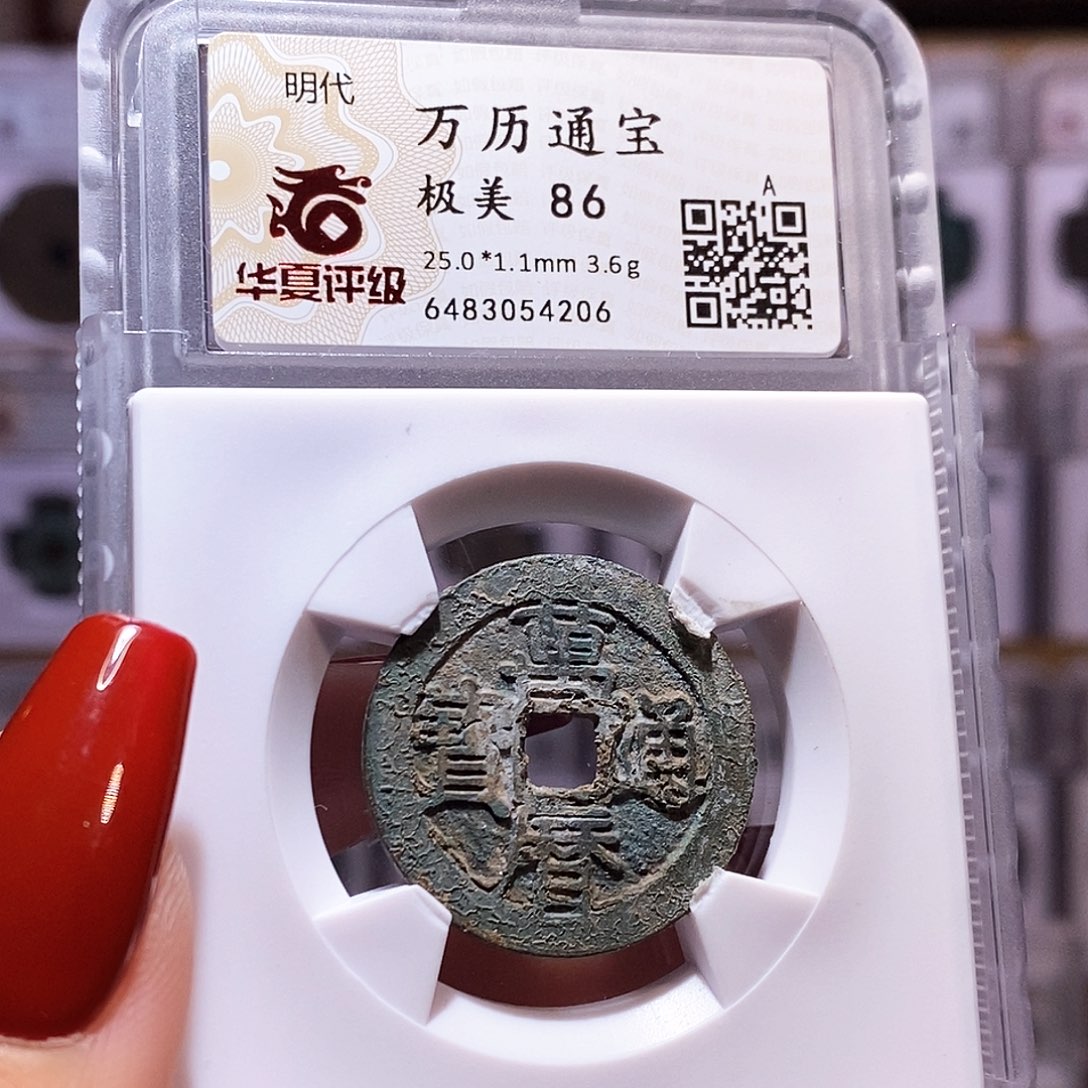 明代
万历通宝
极美 86
A
25.0*1.1mm 3.6g
华夏评级
6483054206
萬
曆
通
寶